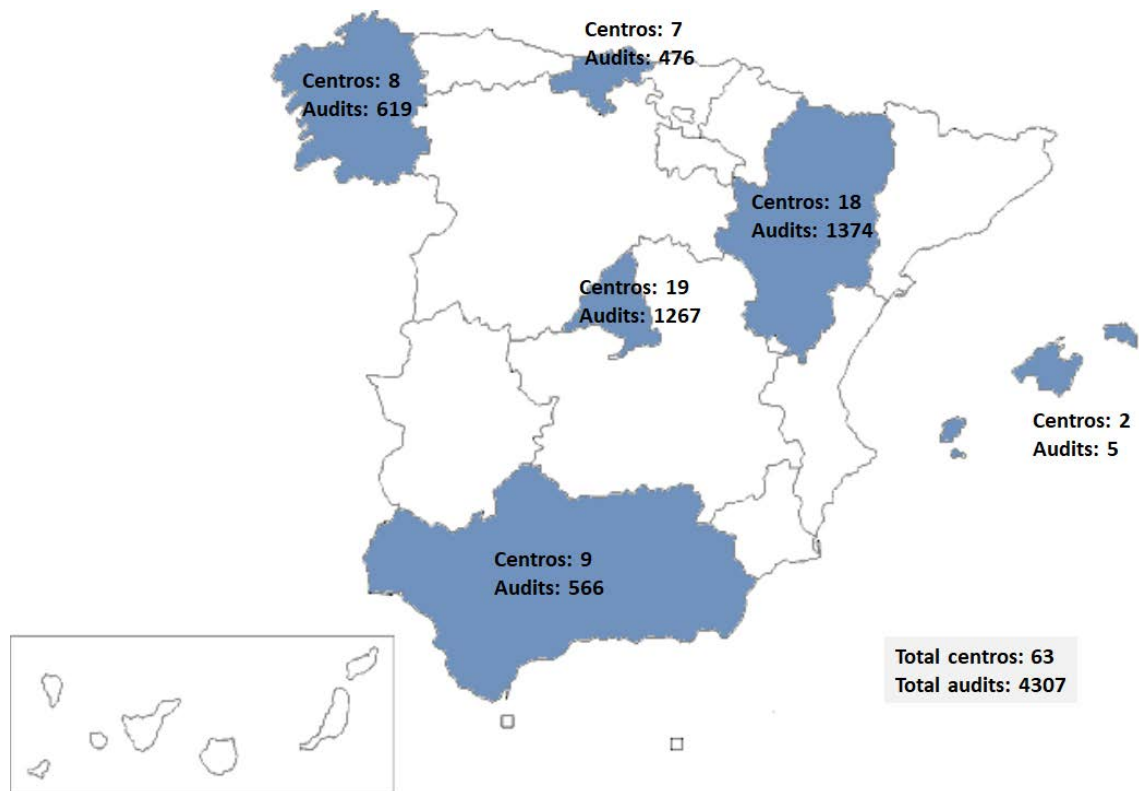 Centros: 7
Audits: 476
Centros: 8
Audits: 619
Centros: 18
Audits: 1374
Centros: 19
Audits: 1267
Centros: 2
Audits: 5
Centros: 9
Audits: 566
Total centros: 63
Total audits: 4307